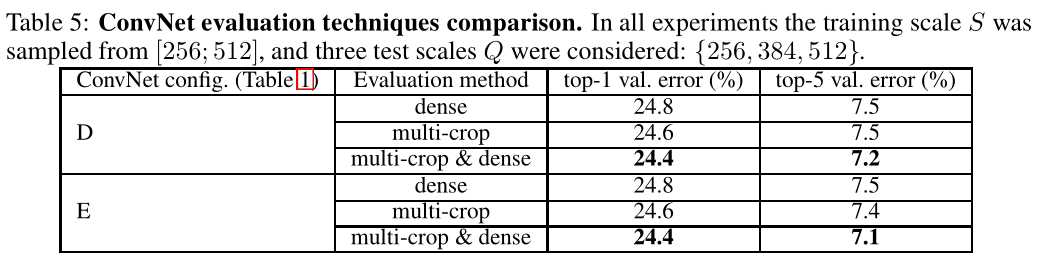 Table 5: ConvNet evaluation techniques comparison. In all experiments the training scale S was
sampled from [256; 512], and three test scales Q were considered: {256, 384, 512}.
ConvNet config. (Table 1) Evaluation method top-1 val. error (%) top-5 val. error (%)
D
dense 24.8 7.5
multi-crop 24.6 7.5
multi-crop & dense 24.4 7.2
E
dense 24.8 7.5
multi-crop 24.6 7.4
multi-crop & dense 24.4 7.1